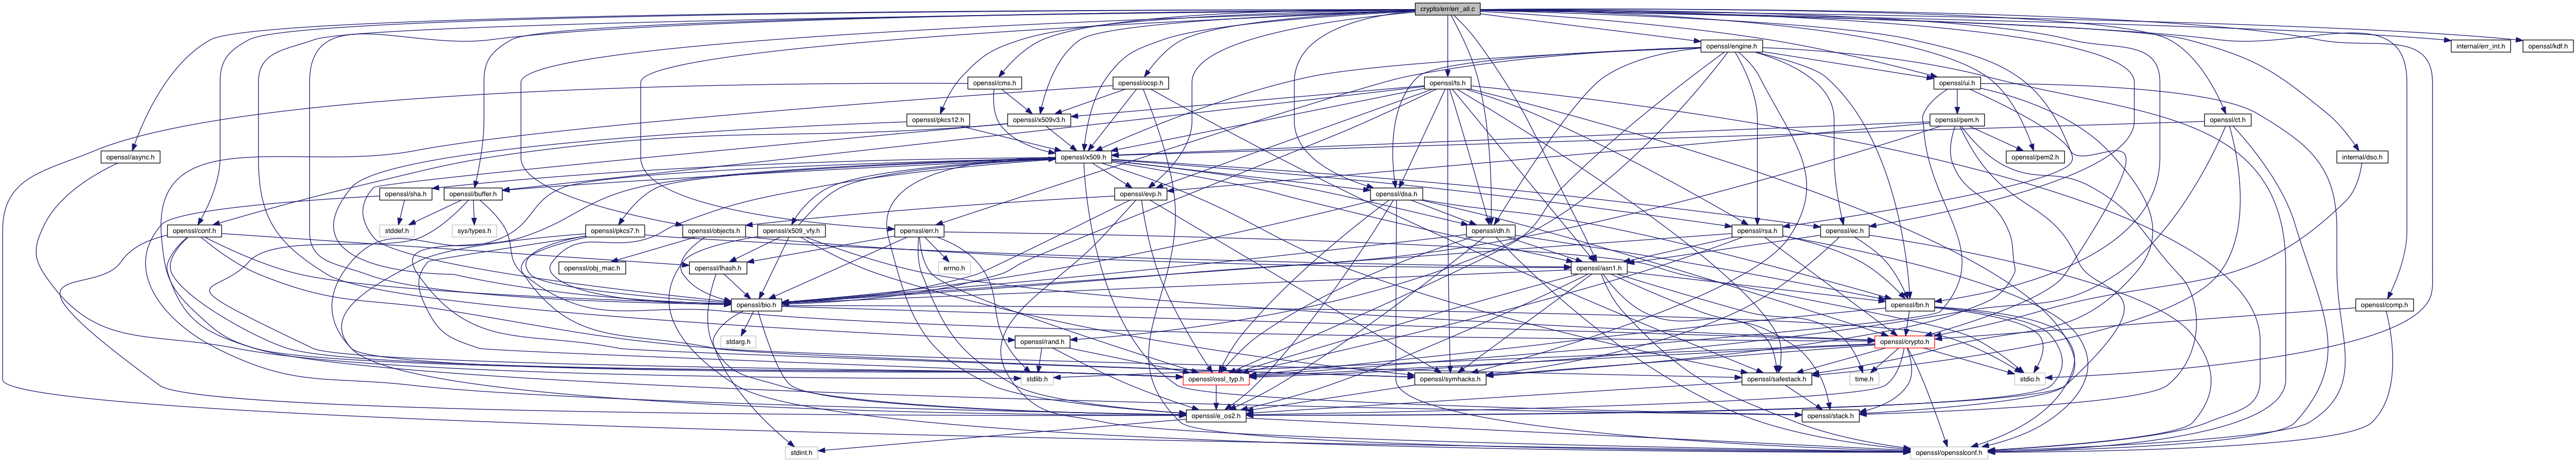 crypto/err/err_all.c
openssl/engine.h
internal/err_int.h
openssl/kdf.h
openssl/cms.h
openssl/ocsp.h
openssl/ts.h
openssl/ui.h
openssl/pkcs12.h
openssl/x509v3.h
openssl/pem.h
openssl/ct.h
openssl/async.h
openssl/x509.h
openssl/pem2.h
internal/dso.h
openssl/sha.h
openssl/buffer.h
openssl/evp.h
openssl/dsa.h
openssl/conf.h
stddef.h
sys/types.h
openssl/pkcs7.h
openssl/objects.h
openssl/x509_vfy.h
openssl/err.h
openssl/dh.h
openssl/rsa.h
openssl/ec.h
openssl/obj_mac.h
openssl/lhash.h
errno.h
openssl/asn1.h
openssl/bio.h
openssl/bn.h
openssl/comp.h
stdarg.h
openssl/rand.h
openssl/crypto.h
stdlib.h
openssl/ossl_typ.h
openssl/symhacks.h
openssl/safestack.h
time.h
stdio.h
openssl/e_os2.h
openssl/stack.h
stdint.h
openssl/opensslconf.h